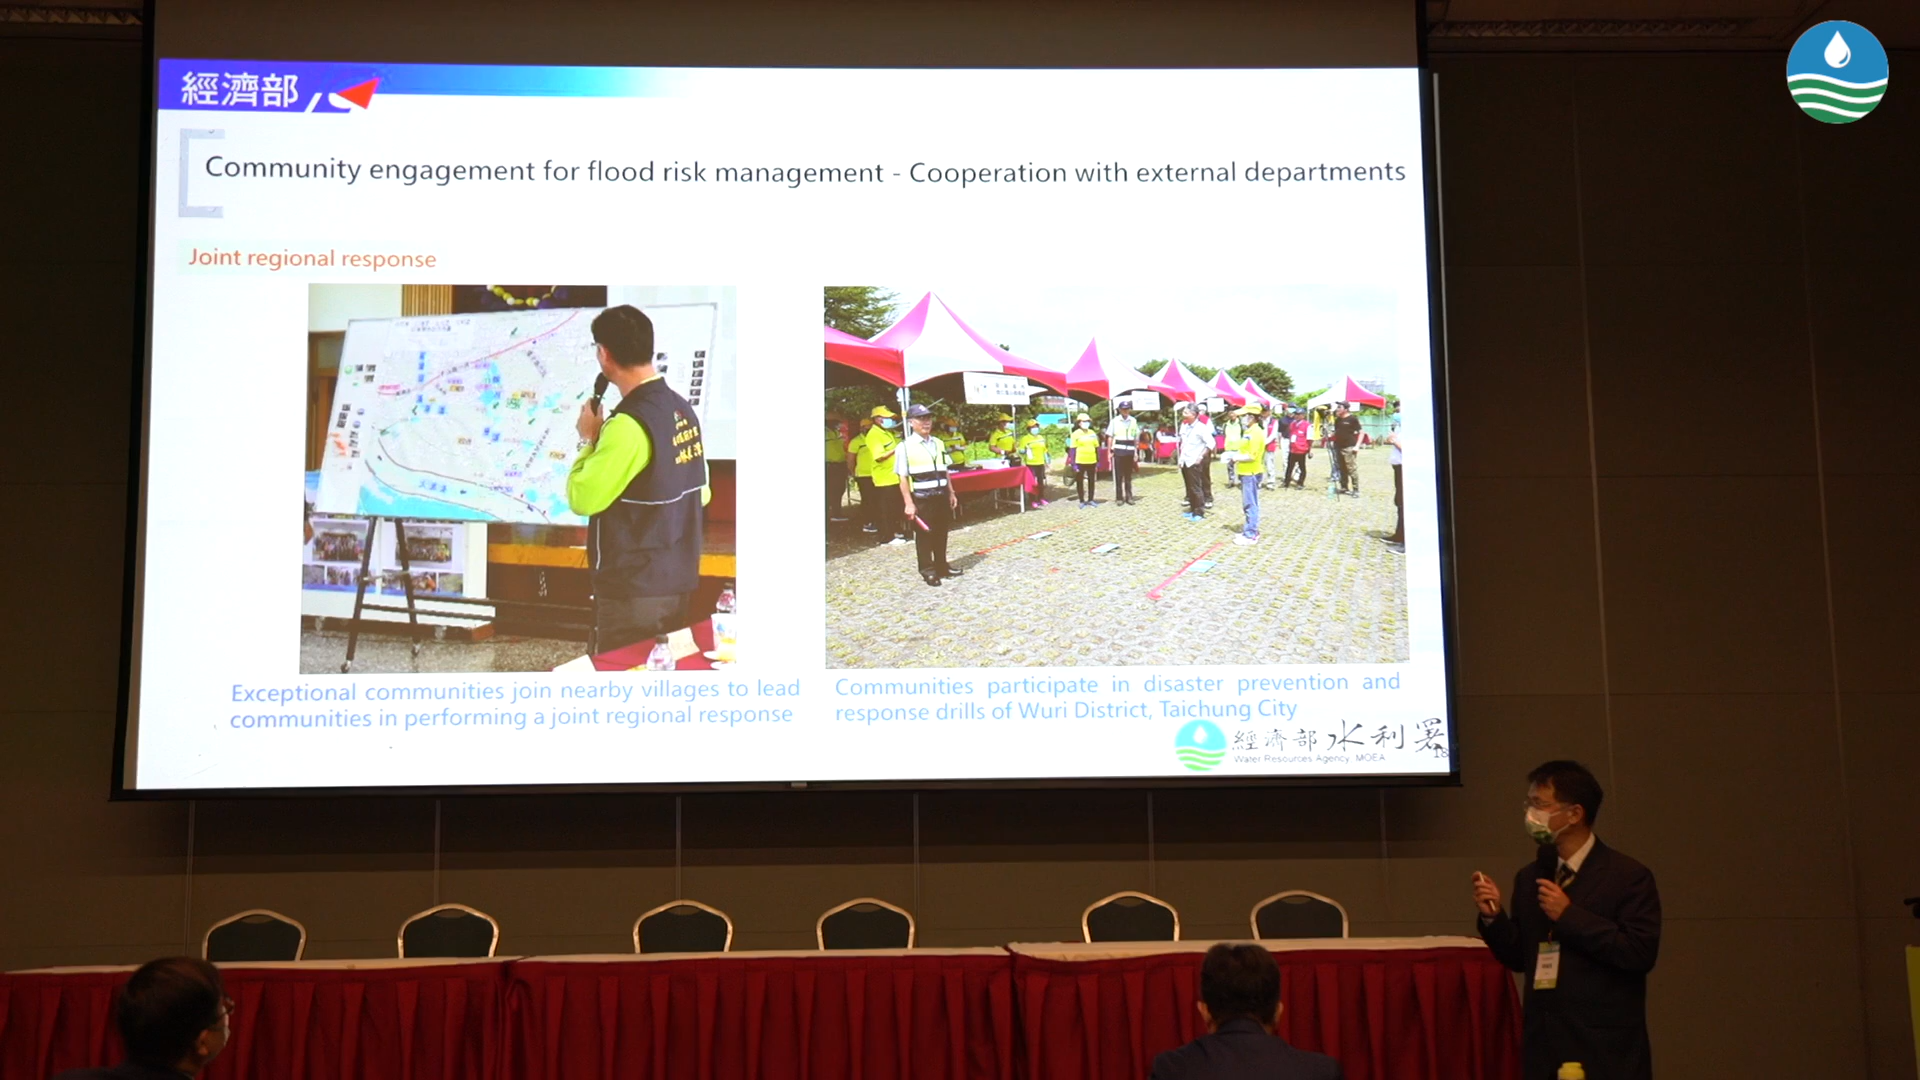 經濟部
Community engagement for flood risk management - Cooperation with external departments
Joint regional response
Exceptional communities join nearby villages to lead
communities in performing a joint regional response
Communities participate in disaster prevention and
response drills of Wuri District, Taichung City
經濟部水利署
Water Resources Agency, MOEA
18